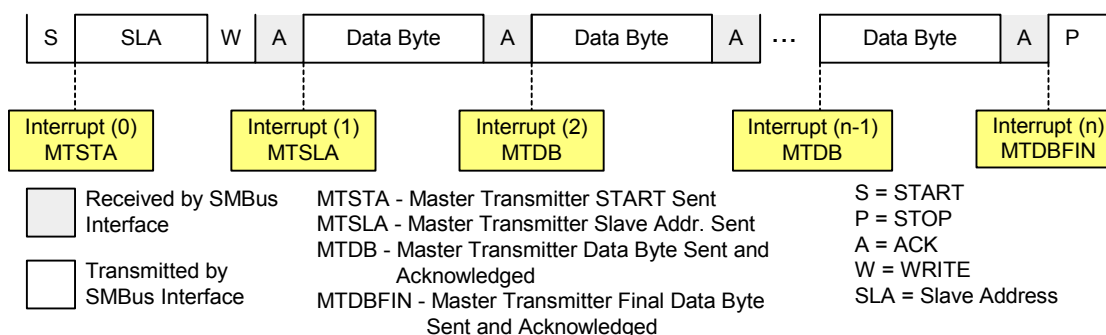 S SLA W A Data Byte A Data Byte A ... Data Byte A P
Interrupt (0) Interrupt (1) Interrupt (2) Interrupt (n-1) Interrupt (n)
MTSTA MTSLA MTDB MTDB MTDBFIN
Received by SMBus
Interface
Transmitted by
SMBus Interface
MTSTA - Master Transmitter START Sent
MTSLA - Master Transmitter Slave Addr. Sent
MTDB - Master Transmitter Data Byte Sent and
Acknowledged
MTDBFIN - Master Transmitter Final Data Byte
Sent and Acknowledged
S = START
P = STOP
A = ACK
W = WRITE
SLA = Slave Address